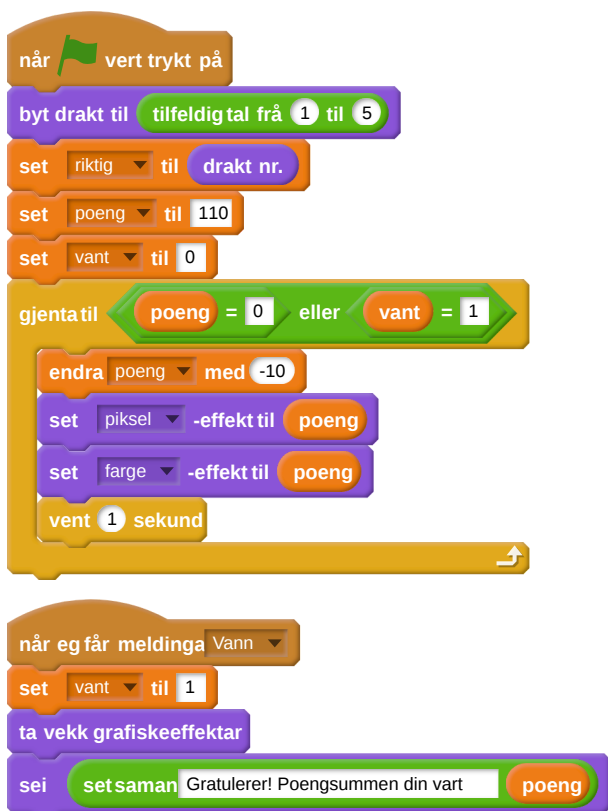 når vert trykt på
byt drakt til tilfeldig tal frå 1 til 5
set riktig til drakt nr.
set poeng til 110
set vant til 0
gjenta til poeng = 0 eller vant = 1
endra poeng med -10
set piksel -effekt til poeng
set farge -effekt til poeng
vent 1 sekund
når eg får meldinga Vann
set vant til 1
ta vekk grafiske effektar
sei set saman Gratulerer! Poengsummen din vart poeng